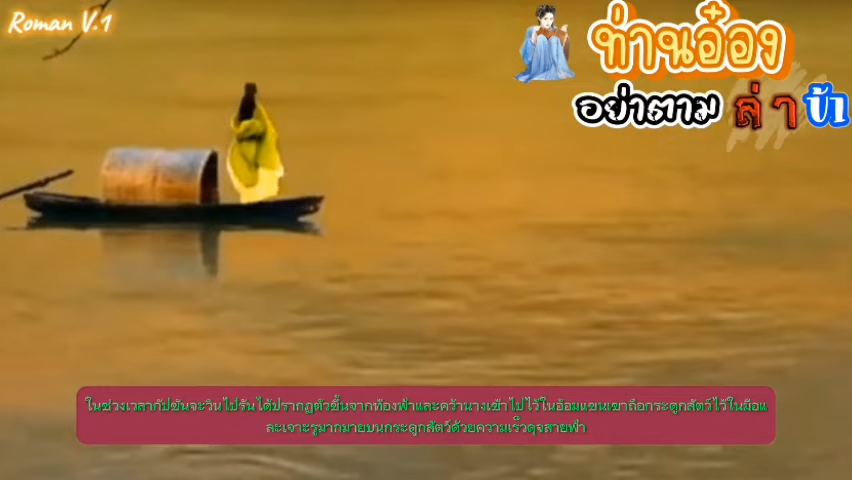 Roman V.1
ท่านอ๋อง
อย่าตาม ล่า ข้า
ในช่วงเวลากัปขันจะวินไป่รันได้ปรากฏตัวขึ้นจากท้องฟ้าและคว้านางเข้าไปไว้ในอ้อมแขนเขาถือกระดูกสัตว์ไว้ในมือแ
ละเจาะรูมากมายบนกระดูกสัตว์ด้วยความเร็วดุจสายฟ้า